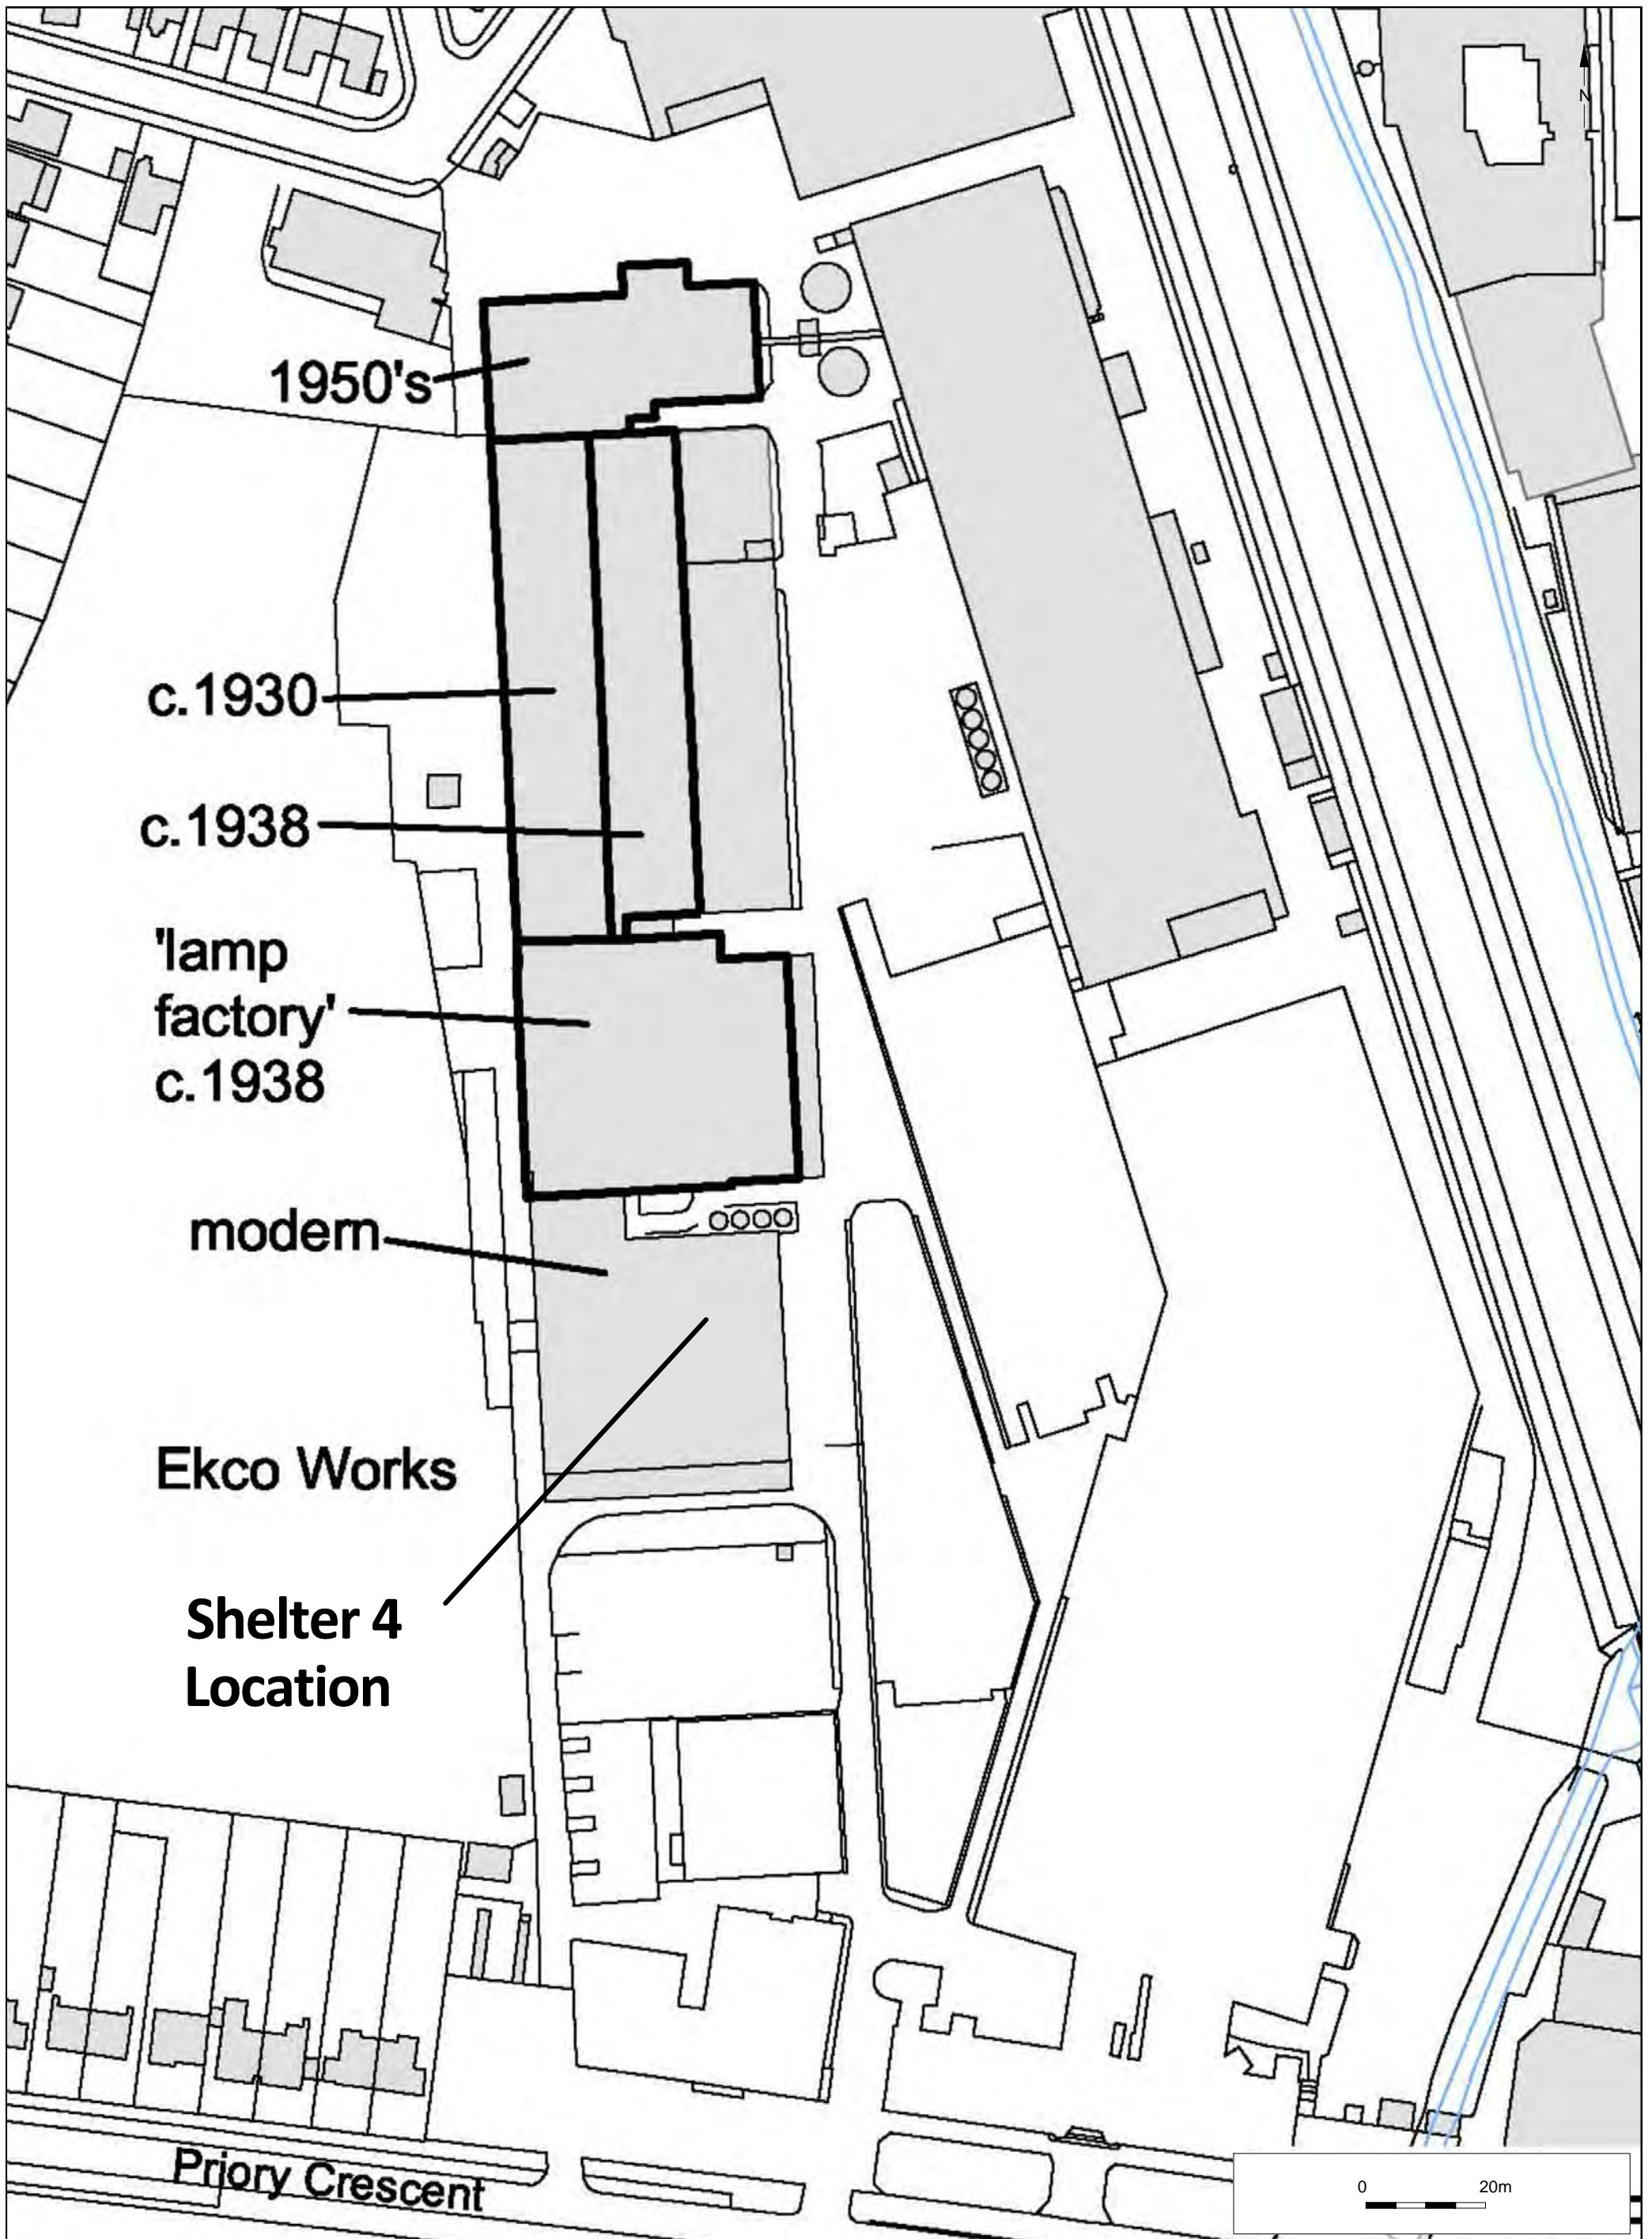 N
1950's
c.1930
c.1938
'lamp
factory'
c.1938
modern
Ekco Works
Shelter 4
Location
Priory Crescent
0 20m